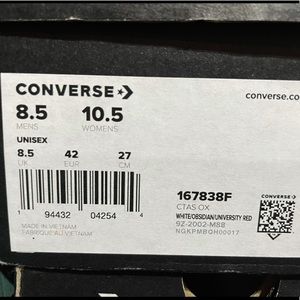 CONVERSE
converse.co
8.5 10.5
MENS WOMENS
UNISEX
8.5 42 27
UK EUR CM
1 94432 04254 4
167838F
CTAS OX
WHITE/OBSIDIAN/UNIVERSITY RED
9Z-2002-M88
NGKPMBQH00017
CONVERSE
MADE IN VIETNAM
FABRIQUÉ AU VIETNAM